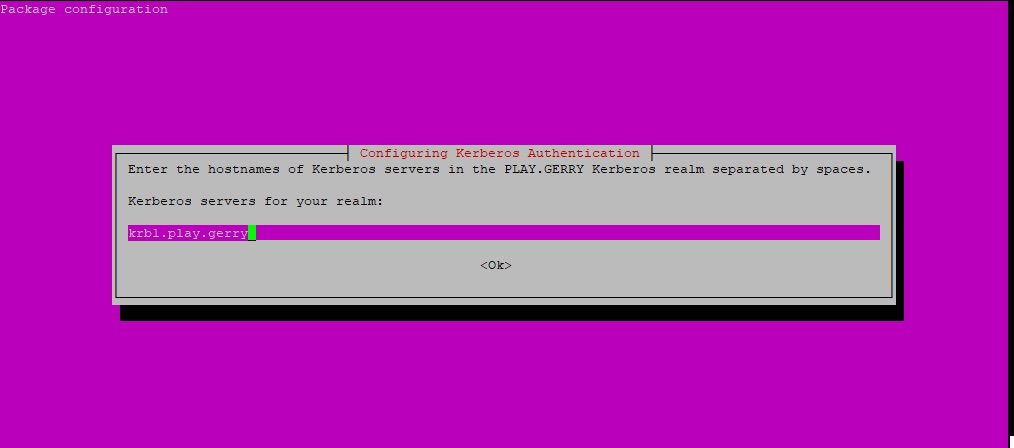 Package configuration
Configuring Kerberos Authentication
Enter the hostnames of Kerberos servers in the PLAY.GERRY Kerberos realm separated by spaces.
Kerberos servers for your realm:
krb1.play.gerry
<Ok>